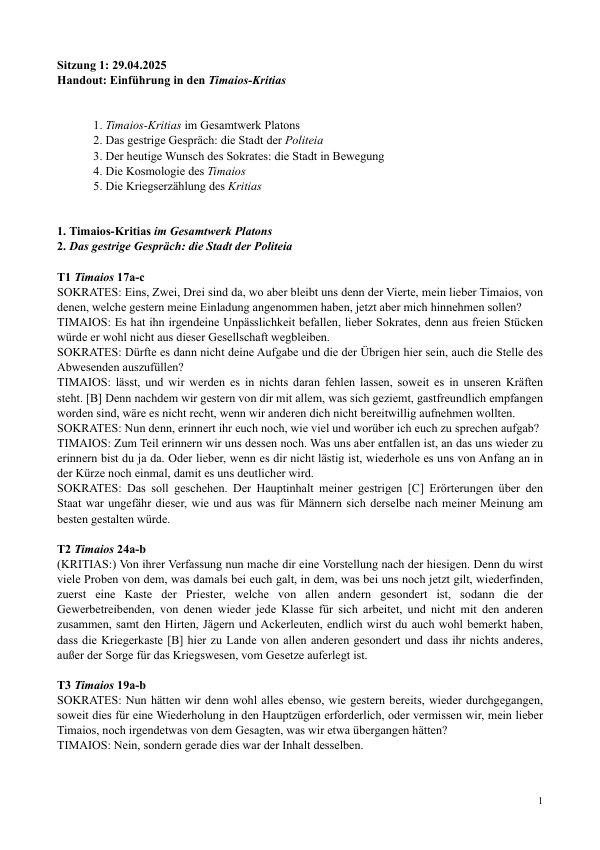 Sitzung 1: 29.04.2025
Handout: Einführung in den Timaios-Kritias
1. Timaios-Kritias im Gesamtwerk Platons
2. Das gestrige Gespräch: die Stadt der Politeia
3. Der heutige Wunsch des Sokrates: die Stadt in Bewegung
4. Die Kosmologie des Timaios
5. Die Kriegserzählung des Kritias
1. Timaios-Kritias im Gesamtwerk Platons
2. Das gestrige Gespräch: die Stadt der Politeia
T1 Timaios 17a-c
SOKRATES: Eins, Zwei, Drei sind da, wo aber bleibt uns denn der Vierte, mein lieber Timaios, von
denen, welche gestern meine Einladung angenommen haben, jetzt aber mich hinnehmen sollen?
TIMAIOS: Es hat ihn irgendeine Unpässlichkeit befallen, lieber Sokrates, denn aus freien Stücken
würde er wohl nicht aus dieser Gesellschaft wegbleiben.
SOKRATES: Dürfte es dann nicht deine Aufgabe und die der Übrigen hier sein, auch die Stelle des
Abwesenden auszufüllen?
TIMAIOS: lässt, und wir werden es in nichts daran fehlen lassen, soweit es in unseren Kräften
steht. [B] Denn nachdem wir gestern von dir mit allem, was sich geziemt, gastfreundlich empfangen
worden sind, wäre es nicht recht, wenn wir anderen dich nicht bereitwillig aufnehmen wollten.
SOKRATES: Nun denn, erinnert ihr euch noch, wie viel und worüber ich euch zu sprechen aufgab?
TIMAIOS: Zum Teil erinnern wir uns dessen noch. Was uns aber entfallen ist, an das uns wieder zu
erinnern bist du ja da. Oder lieber, wenn es dir nicht lästig ist, wiederhole es uns von Anfang an in
der Kürze noch einmal, damit es uns deutlicher wird.
SOKRATES: Das soll geschehen. Der Hauptinhalt meiner gestrigen [C] Erörterungen über den
Staat war ungefähr dieser, wie und aus was für Männern sich derselbe nach meiner Meinung am
besten gestalten würde.
T2 Timaios 24a-b
(KRITIAS:) Von ihrer Verfassung nun mache dir eine Vorstellung nach der hiesigen. Denn du wirst
viele Proben von dem, was damals bei euch galt, in dem, was bei uns noch jetzt gilt, wiederfinden,
zuerst eine Kaste der Priester, welche von allen andern gesondert ist, sodann die der
Gewerbetreibenden, von denen wieder jede Klasse für sich arbeitet, und nicht mit den anderen
zusammen, samt den Hirten, Jägern und Ackerleuten, endlich wirst du auch wohl bemerkt haben,
dass die Kriegerkaste [B] hier zu Lande von allen anderen gesondert und dass ihr nichts anderes,
außer der Sorge für das Kriegswesen, vom Gesetze auferlegt ist.
T3 Timaios 19a-b
SOKRATES: Nun hätten wir denn wohl alles ebenso, wie gestern bereits, wieder durchgegangen,
soweit dies für eine Wiederholung in den Hauptzügen erforderlich, oder vermissen wir, mein lieber
Timaios, noch irgendetwas von dem Gesagten, was wir etwa übergangen hätten?
TIMAIOS: Nein, sondern gerade dies war der Inhalt desselben.
1